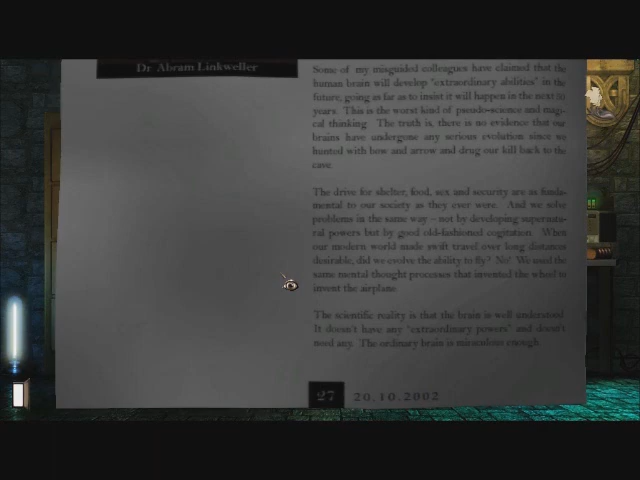 Dr Abram Linkweller
Some of my misguided colleagues have claimed that the
human brain will develop "extraordinary abilities" in the
future, going as far as to insist it will happen in the next 50
years. This is the worst kind of pseudo-science and mag-
ical thinking. The truth is, there is no evidence that our
brains have undergone any serious evolution since we
hunted with bow and arrow and drug our kill back to the
cave.
The drive for shelter, food, sex and security are as funda-
mental to our society as they ever were. And we solve
problems in the same way – not by developing supernatu-
ral powers but by good old-fashioned cogitation. When
our modern world made swift travel over long distances
desirable, did we evolve the ability to fly? No! We used the
same mental thought processes that invented the wheel to
invent the airplane.
The scientific reality is that the brain is well understood.
It doesn't have any "extraordinary powers" and doesn't
need any. The ordinary brain is miraculous enough.
27 20.10.2002